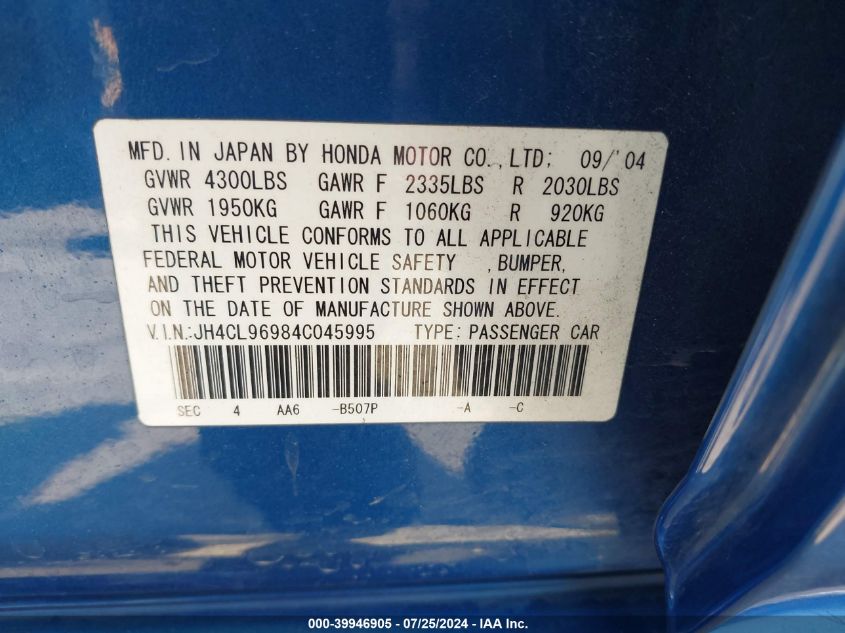 MFD. IN JAPAN BY HONDA MOTOR CO.,LTD; 09/'04
GVWR 4300LBS GAWR F 2335LBS R 2030LBS
GVWR 1950KG GAWR F 1060KG R 920KG
THIS VEHICLE CONFORMS TO ALL APPLICABLE
FEDERAL MOTOR VEHICLE SAFETY ,BUMPER,
AND THEFT PREVENTION STANDARDS IN EFFECT
ON THE DATE OF MANUFACTURE SHOWN ABOVE.
V.I.N.:JH4CL96984C045995 TYPE: PASSENGER CAR
SEC 4 AA6 -B507P -A -C
000-39946905 - 07/25/2024 - IAA Inc.